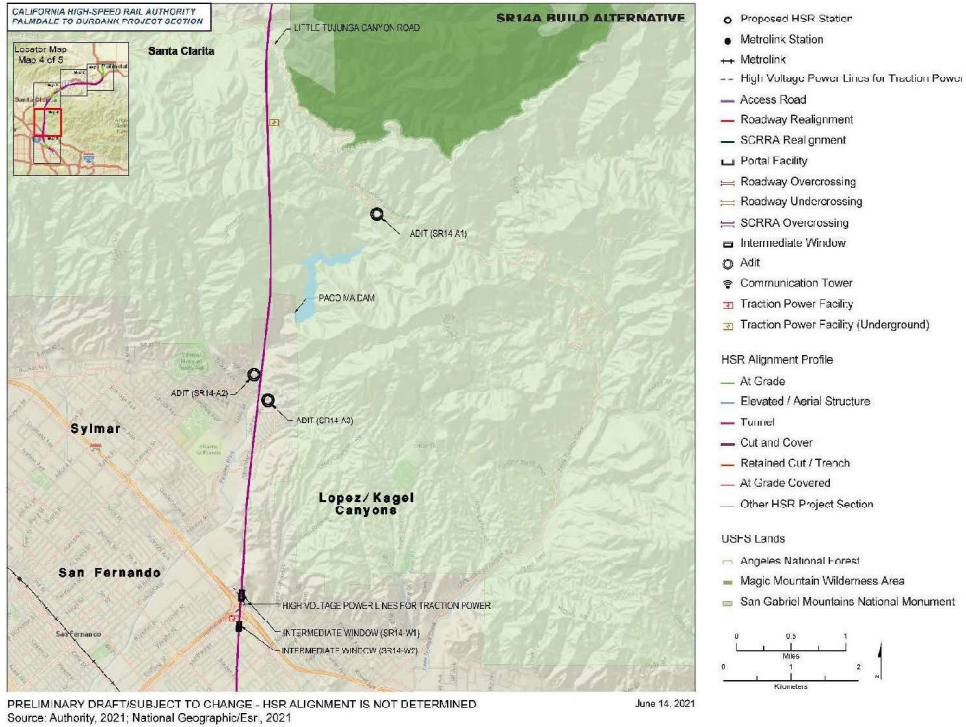 CALIFORNIA HIGH-SPEED RAIL AUTHORITY
PALMDALE TO BURBANK PROJECT SECTION
SR14A BUILD ALTERNATIVE
Locator Map
Map 4 of 5
LITTLE TUJUNGA CANYON ROAD
Santa Clarita
ADIT (SR14-A1)
PACOIMA DAM
ADIT (SR14-A2)
ADIT (SR14-A3)
Sylmar
Lopez/Kagel
Canyons
San Fernando
HIGH VOLTAGE POWER LINES FOR TRACTION POWER
INTERMEDIATE WINDOW (SR14-W1)
San Fernando
INTERMEDIATE WINDOW (SR14-W2)
Proposed HSR Station
Metrolink Station
Metrolink
High Voltage Power Lines for Traction Power
Access Road
Roadway Realignment
SCRRA Realignment
Portal Facility
Roadway Overcrossing
Roadway Undercrossing
SCRRA Overcrossing
Intermediate Window
Adit
Communication Tower
Traction Power Facility
Traction Power Facility (Underground)
HSR Alignment Profile
At Grade
Elevated / Aerial Structure
Tunnel
Cut and Cover
Retained Cut / Trench
At Grade Covered
Other HSR Project Section
USFS Lands
Angeles National Forest
Magic Mountain Wilderness Area
San Gabriel Mountains National Monument
0 0.5 1
Miles
0 1 2
Kilometers
N
PRELIMINARY DRAFT/SUBJECT TO CHANGE - HSR ALIGNMENT IS NOT DETERMINED
June 14, 2021
Source: Authority, 2021; National Geographic/Esri, 2021